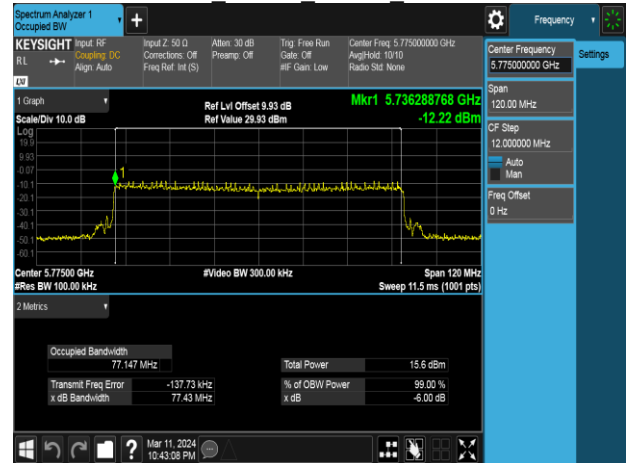 Spectrum Analyzer 1
Occupied BW
+
Frequency
KEYSIGHT
RL
LXI
Input: RF
Coupling: DC
Align: Auto
Input Z: 50 Ω
Corrections: Off
Freq Ref: Int (S)
Atten: 30 dB
Preamp: Off
Trig: Free Run
Gate: Off
#IF Gain: Low
Center Freq: 5.775000000 GHz
Avg|Hold: 10/10
Radio Std: None
Center Frequency
5.775000000 GHz
Settings
Span
120.00 MHz
CF Step
12.000000 MHz
Auto
Man
Freq Offset
0 Hz
1 Graph
Scale/Div 10.0 dB
Ref Lvl Offset 9.93 dB
Ref Value 29.93 dBm
Mkr1 5.736288768 GHz
-12.22 dBm
Log
19.9
9.93
-0.07
-10.1
-20.1
-30.1
-40.1
-50.1
-60.1
1
Center 5.77500 GHz
#Res BW 100.00 kHz
#Video BW 300.00 kHz
Span 120 MHz
Sweep 11.5 ms (1001 pts)
2 Metrics
Occupied Bandwidth
77.147 MHz
Total Power 15.6 dBm
Transmit Freq Error -137.73 kHz
% of OBW Power 99.00 %
x dB Bandwidth 77.43 MHz
x dB -6.00 dB
?
Mar 11, 2024
10:43:08 PM